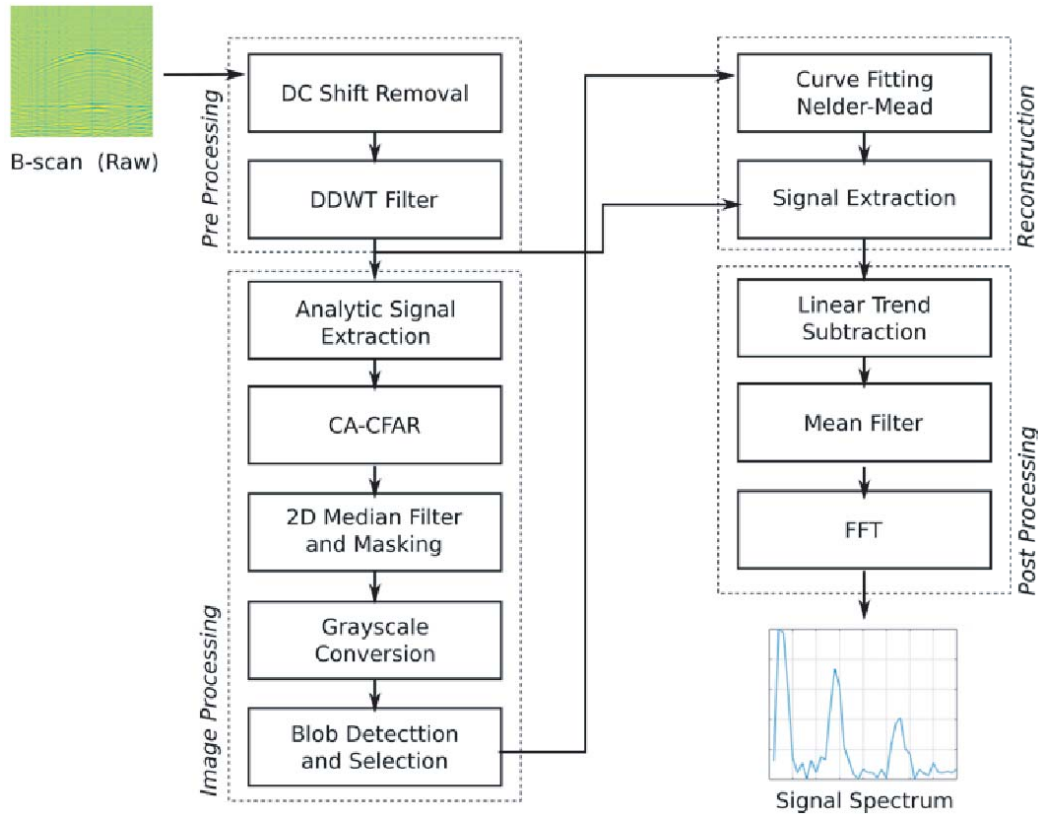 B-scan (Raw)
Pre Processing
DC Shift Removal
DDWT Filter
Image Processing
Analytic Signal
Extraction
CA-CFAR
2D Median Filter
and Masking
Grayscale
Conversion
Blob Detecttion
and Selection
Reconstruction
Curve Fitting
Nelder-Mead
Signal Extraction
Post Processing
Linear Trend
Subtraction
Mean Filter
FFT
Signal Spectrum